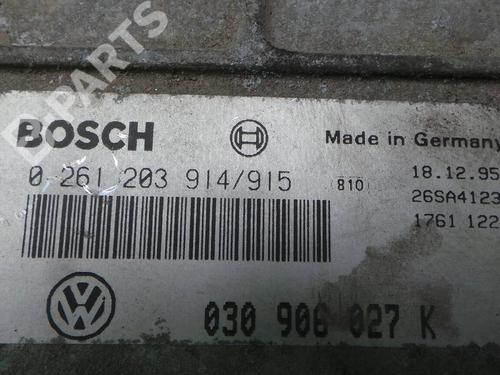 BOSCH
Made in Germany
0 261 203 914/915
810
18.12.95
26SA4123
1761 122
VW
030 906 027 K